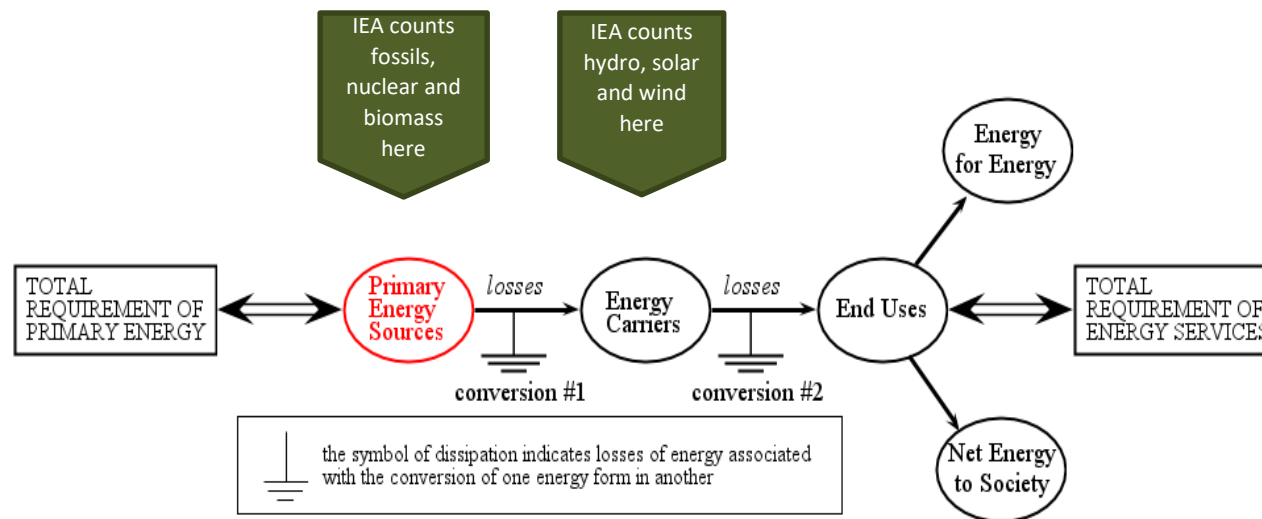 IEA counts
fossils,
nuclear and
biomass
here
IEA counts
hydro, solar
and wind
here
Energy
for Energy
TOTAL
REQUIREMENT OF
PRIMARY ENERGY
Primary
Energy
Sources
losses
conversion #1
Energy
Carriers
losses
conversion #2
End Uses
TOTAL
REQUIREMENT OF
ENERGY SERVICES
the symbol of dissipation indicates losses of energy associated
with the conversion of one energy form in another
Net Energy
to Society